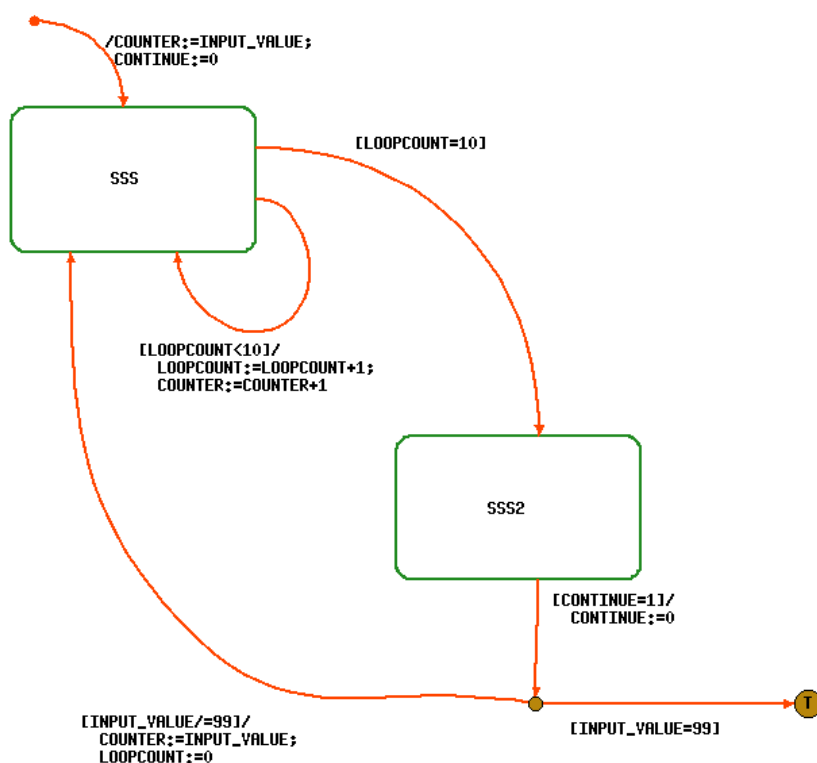 /COUNTER:=INPUT_VALUE;
CONTINUE:=0
[LOOPCOUNT=10]
SSS
[LOOPCOUNT<10]/
LOOPCOUNT:=LOOPCOUNT+1;
COUNTER:=COUNTER+1
SSS2
[CONTINUE=1]/
CONTINUE:=0
T
[INPUT_VALUE/=99]/
COUNTER:=INPUT_VALUE;
LOOPCOUNT:=0
[INPUT_VALUE=99]